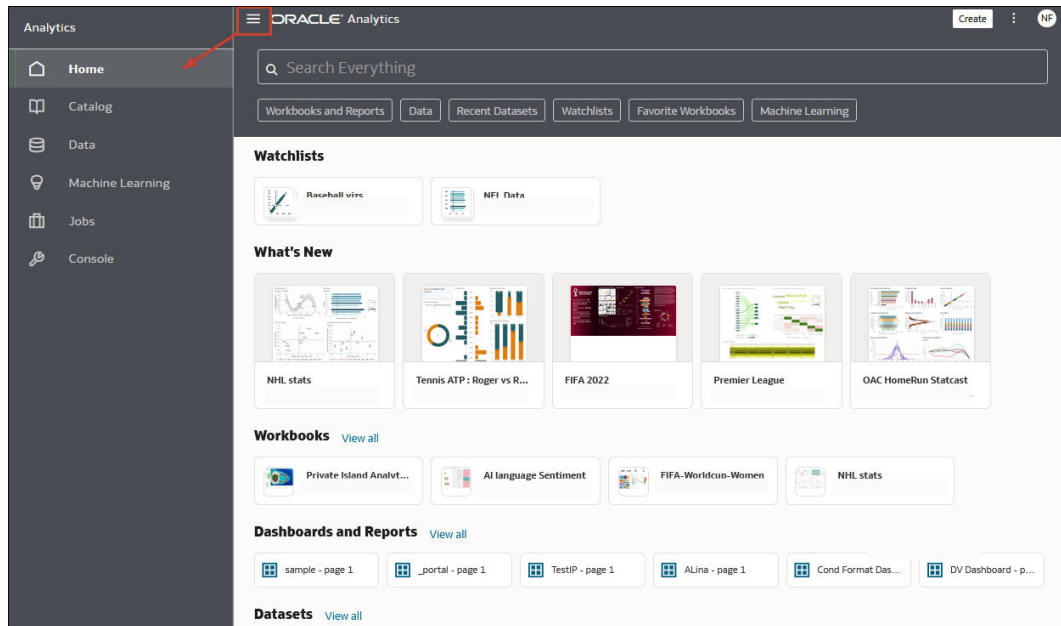 Analytics
Home
Catalog
Data
Machine Learning
Jobs
Console
ORACLE Analytics
Create
NF
Search Everything
Workbooks and Reports
Data
Recent Datasets
Watchlists
Favorite Workbooks
Machine Learning
Watchlists
Baseball vizs
NFL Data
What's New
NHL stats
Tennis ATP : Roger vs R...
FIFA 2022
Premier League
OAC HomeRun Statcast
Workbooks View all
Private Island Analyt...
AI language Sentiment
FIFA-Worldcup-Women
NHL stats
Dashboards and Reports View all
sample - page 1
_portal - page 1
TestIP - page 1
ALina - page 1
Cond Format Das...
DV Dashboard - p...
Datasets View all